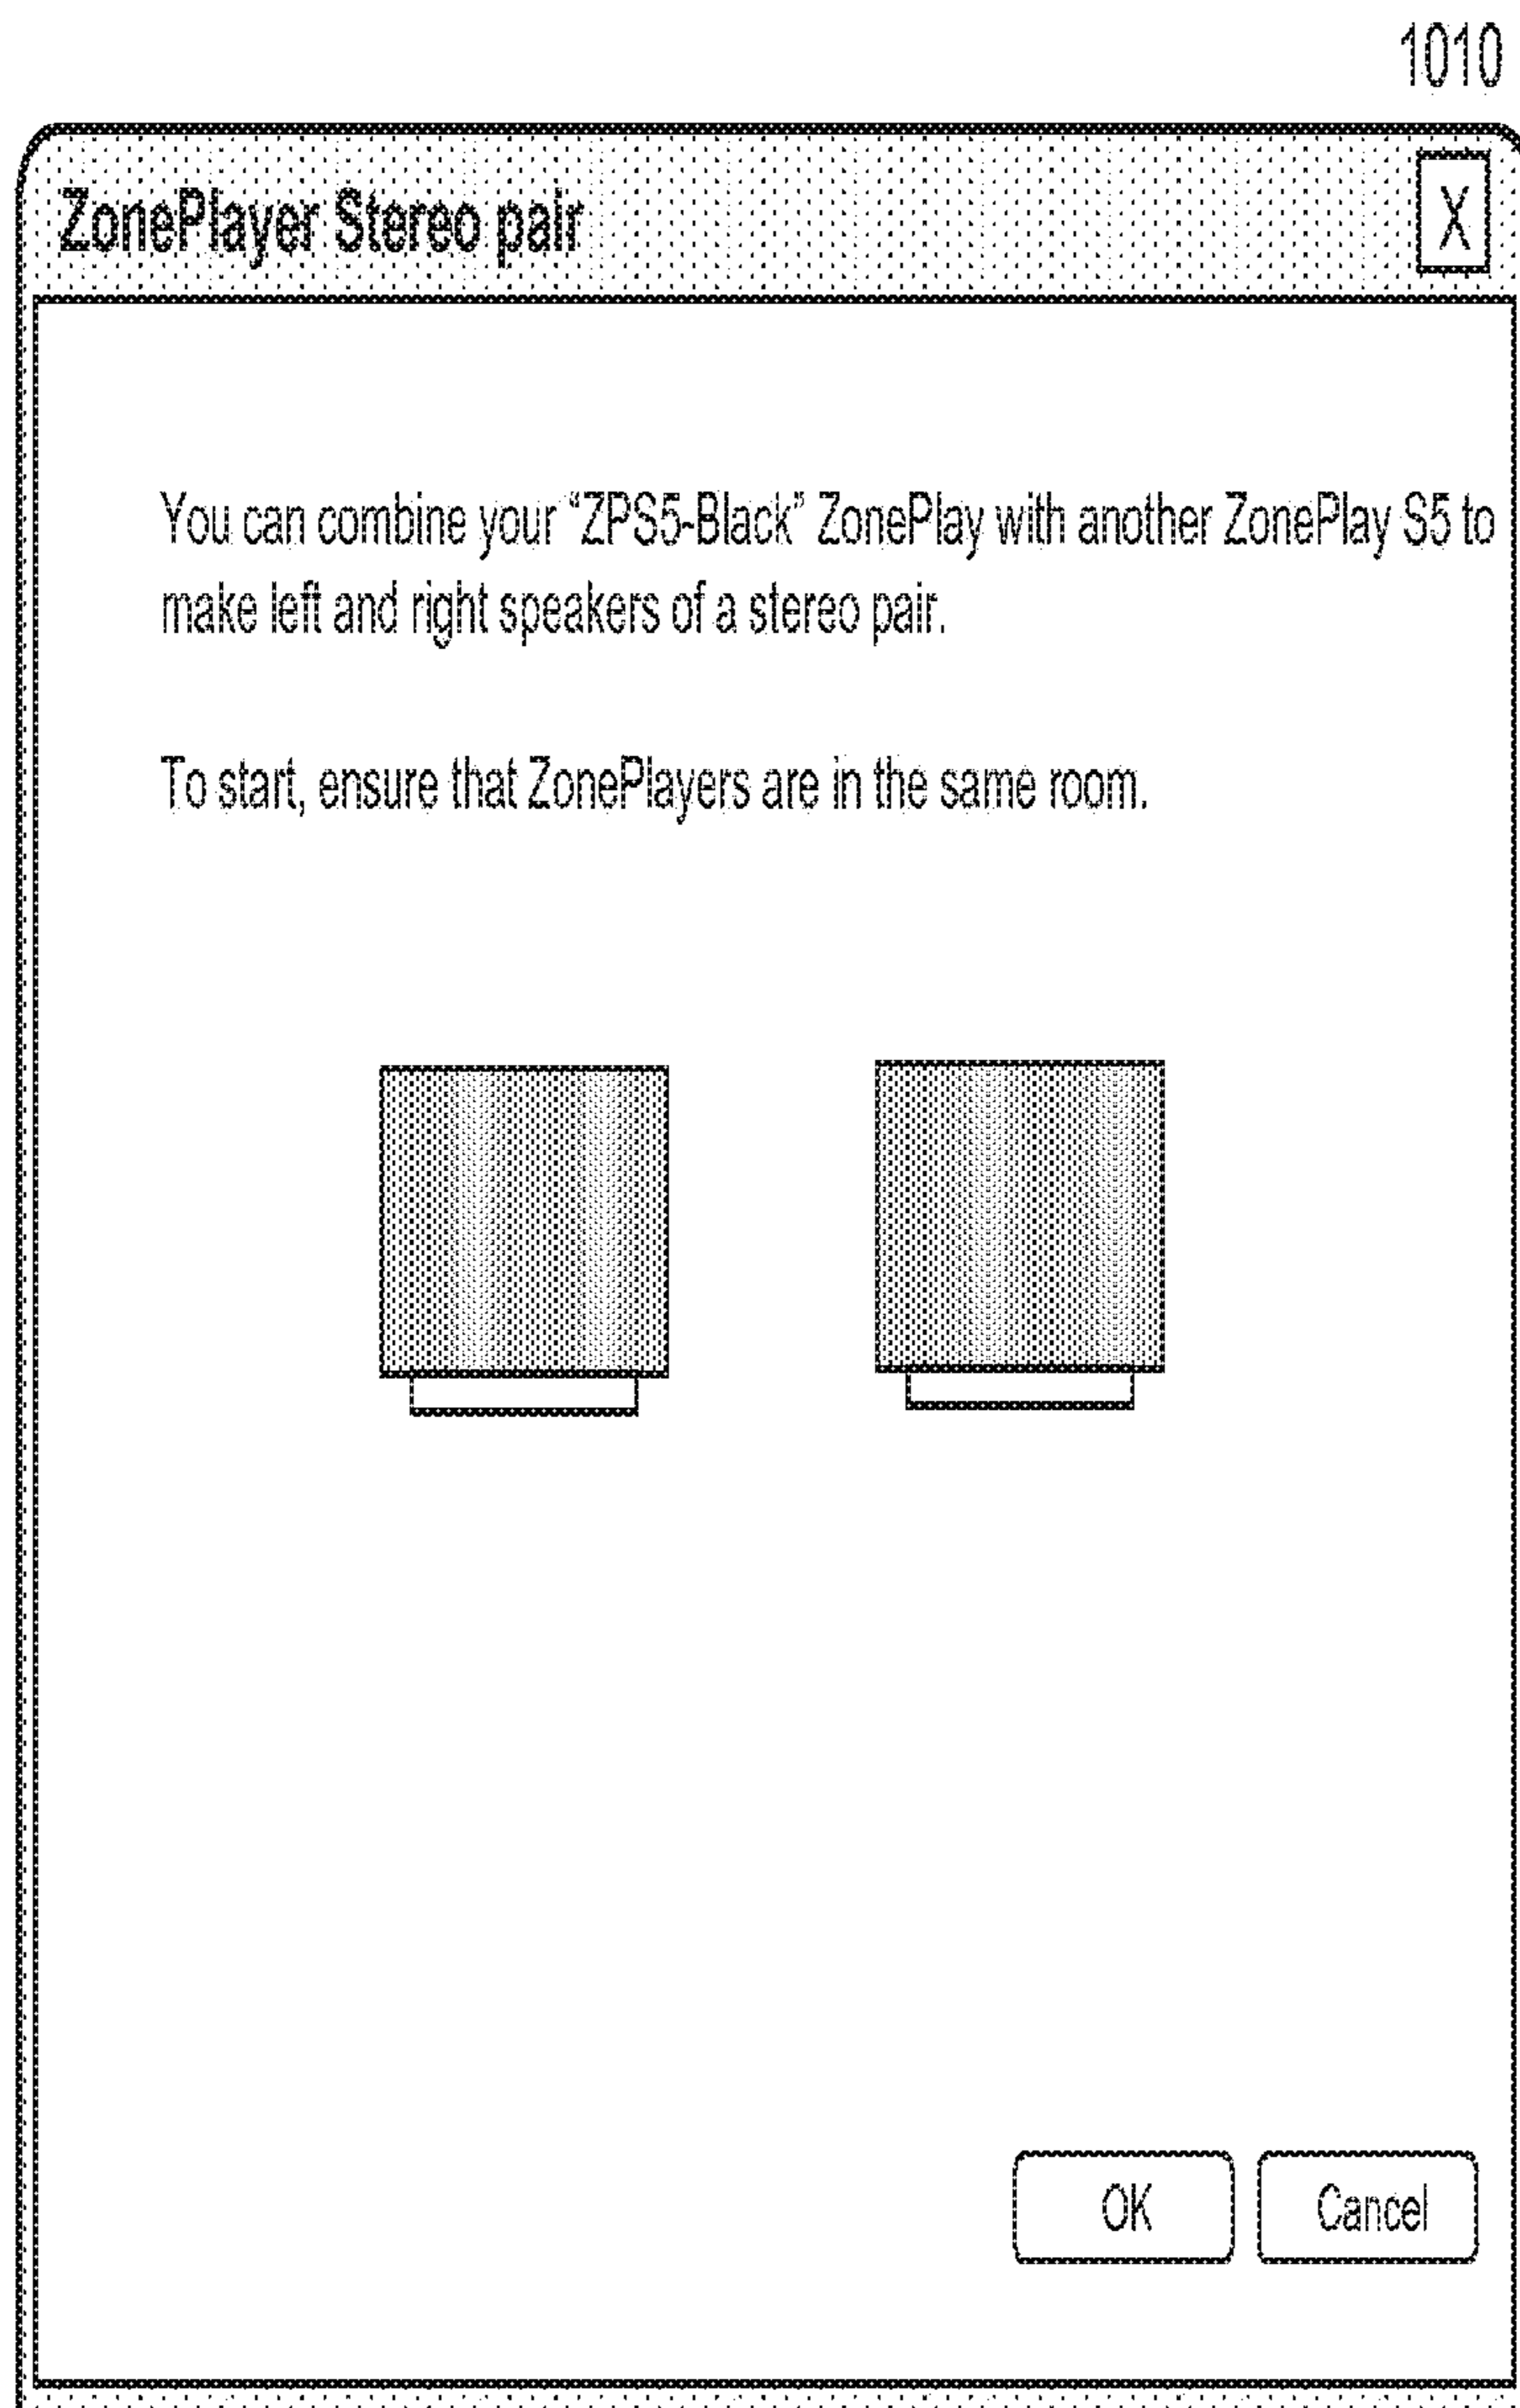 1010
ZonePlayer Stereo pair X
You can combine your “ZPS5-Black” ZonePlay with another ZonePlay S5 to
make left and right speakers of a stereo pair.
To start, ensure that ZonePlayers are in the same room.
OK Cancel